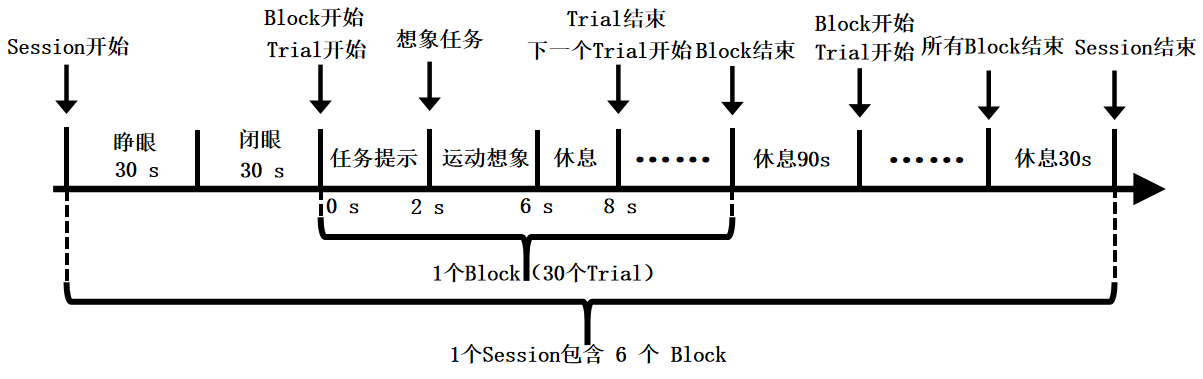 Session开始
Block开始
Trial开始
想象任务
Trial结束
下一个Trial开始
Block结束
Block开始
Trial开始
所有Block结束
Session结束
睁眼
30 s
闭眼
30 s
任务提示
运动想象
休息
••••••
休息90s
••••••
休息30s
0 s
2 s
6 s
8 s
1个Block（30个Trial）
1个Session包含 6 个 Block